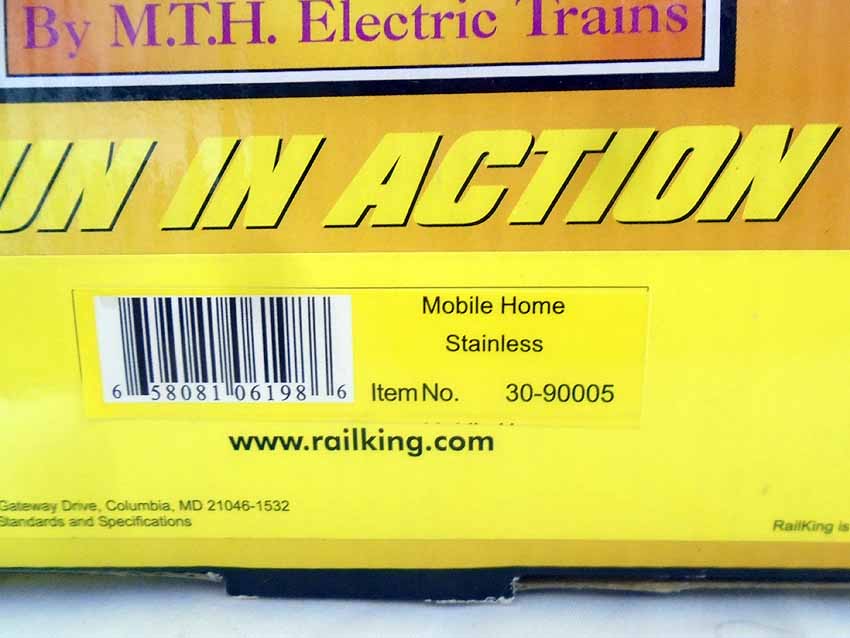 By M.T.H. Electric Trains
UN IN ACTION
Mobile Home
Stainless
6 58081 06198 6
Item No. 30-90005
www.railking.com
Gateway Drive, Columbia, MD 21046-1532
Standards and Specifications
RailKing is